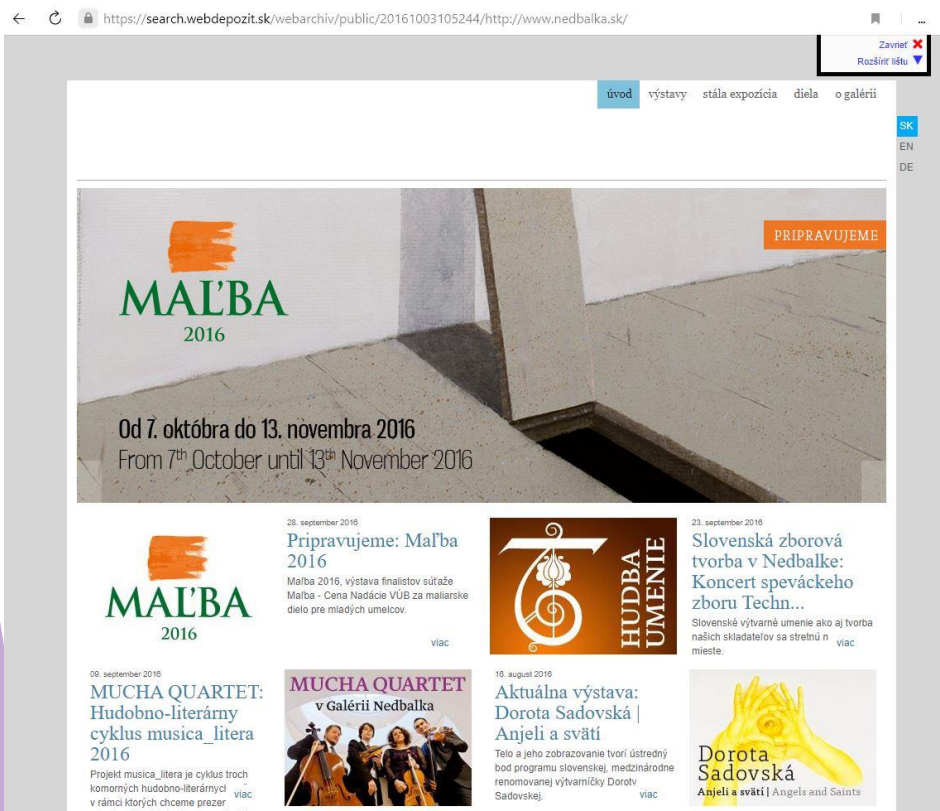 https://search.webdepozit.sk/webarchiv/public/20161003105244/http://www.nedbalka.sk/
...
Zavrieť
Rozšíriť lištu
úvod výstavy stála expozícia diela o galérii
SK
EN
DE
PRIPRAVUJEME
MAĽBA
2016
Od 7. októbra do 13. novembra 2016
From 7th October until 13th November 2016
MAĽBA
2016
28. september 2016
Pripravujeme: Maľba
2016
Maľba 2016, výstava finalistov súťaže
Maľba - Cena Nadácie VÚB za maliarske
dielo pre mladých umelcov.
viac
HUDBA
UMENIE
23. september 2016
Slovenská zborová
tvorba v Nedbalke:
Koncert speváckeho
zboru Techn...
Slovenské výtvarné umenie ako aj tvorba
našich skladateľov sa stretnú n
mieste.
viac
09. september 2016
MUCHA QUARTET:
Hudobno-literárny
cyklus musica_litera
2016
Projekt musica_litera je cyklus troch
komorných hudobno-literárnyci
v rámci ktorých chceme prezer
viac
MUCHA QUARTET
v Galérii Nedbalka
16. august 2016
Aktuálna výstava:
Dorota Sadovská |
Anjeli a svätí
Telo a jeho zobrazovanie tvorí ústredný
bod programu slovenskej, medzinárodne
renomovanej výtvarníčky Doroty
Sadovskej.
viac
Dorota
Sadovská
Anjeli a svätí | Angels and Saints